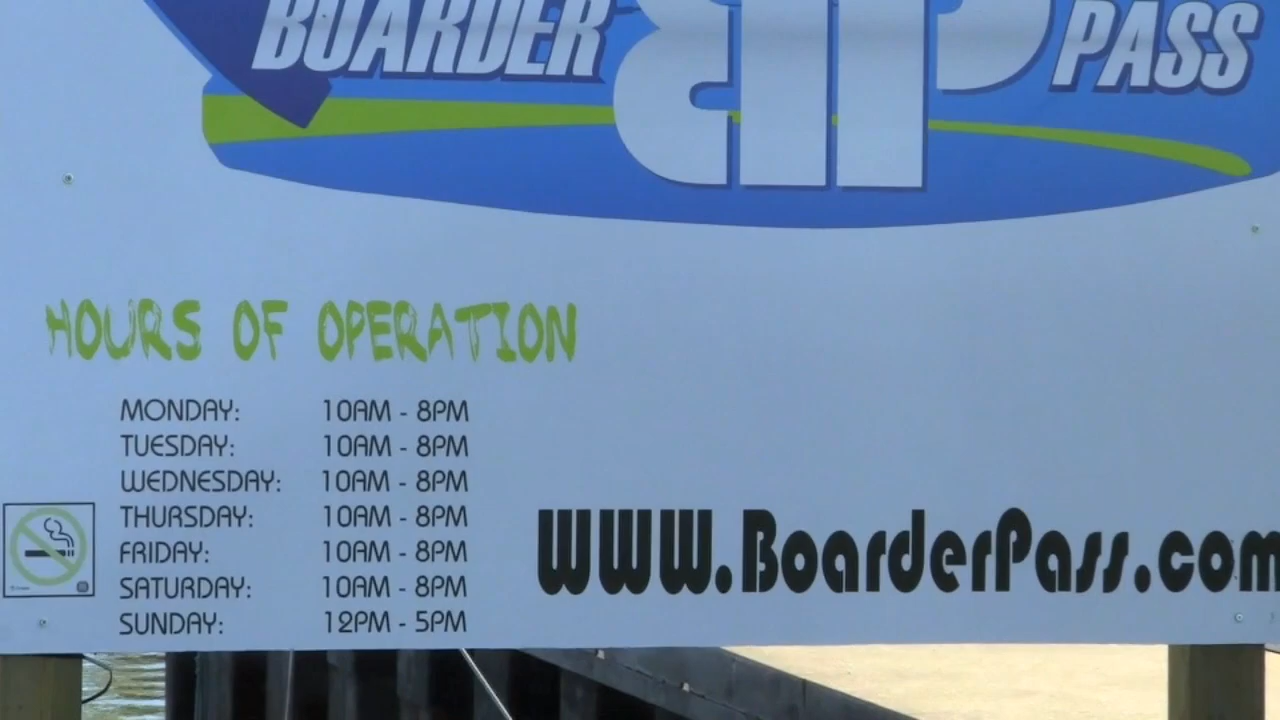 BOARDER BP PASS
HOURS OF OPERATION
MONDAY: 10AM - 8PM
TUESDAY: 10AM - 8PM
WEDNESDAY: 10AM - 8PM
THURSDAY: 10AM - 8PM
FRIDAY: 10AM - 8PM
SATURDAY: 10AM - 8PM
SUNDAY: 12PM - 5PM
WWW.BoarderPass.com